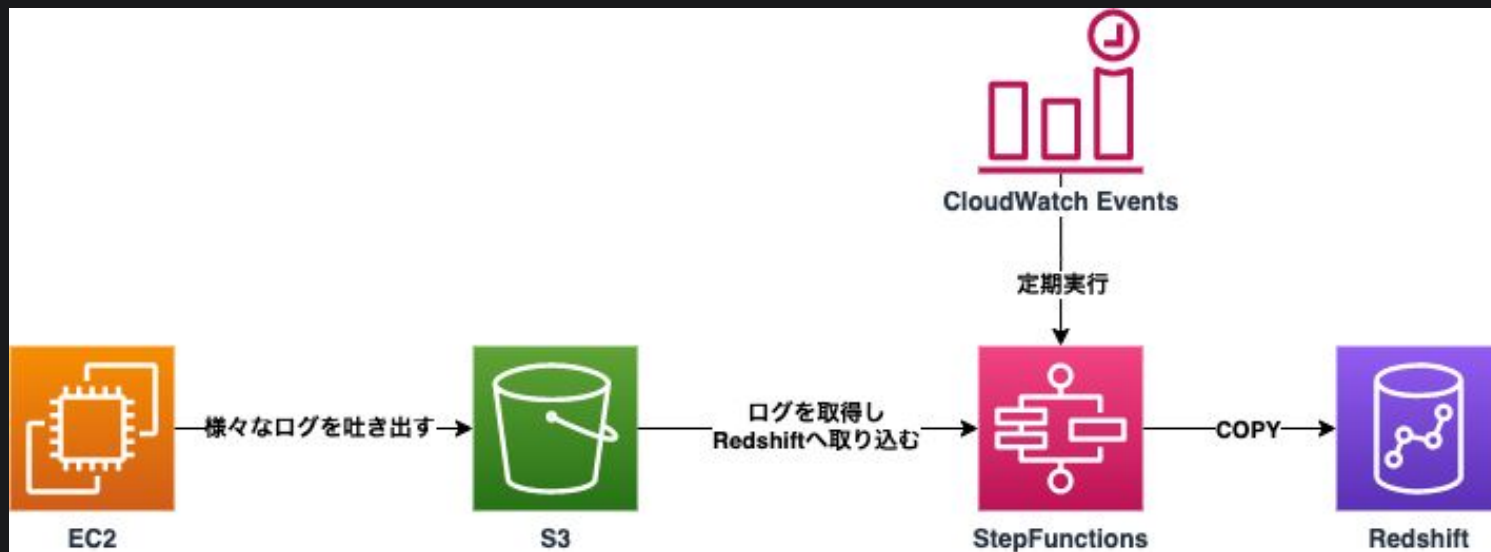 CloudWatch Events
定期実行
様々なログを吐き出す
ログを取得し
Redshiftへ取り込む
COPY
EC2
S3
StepFunctions
Redshift